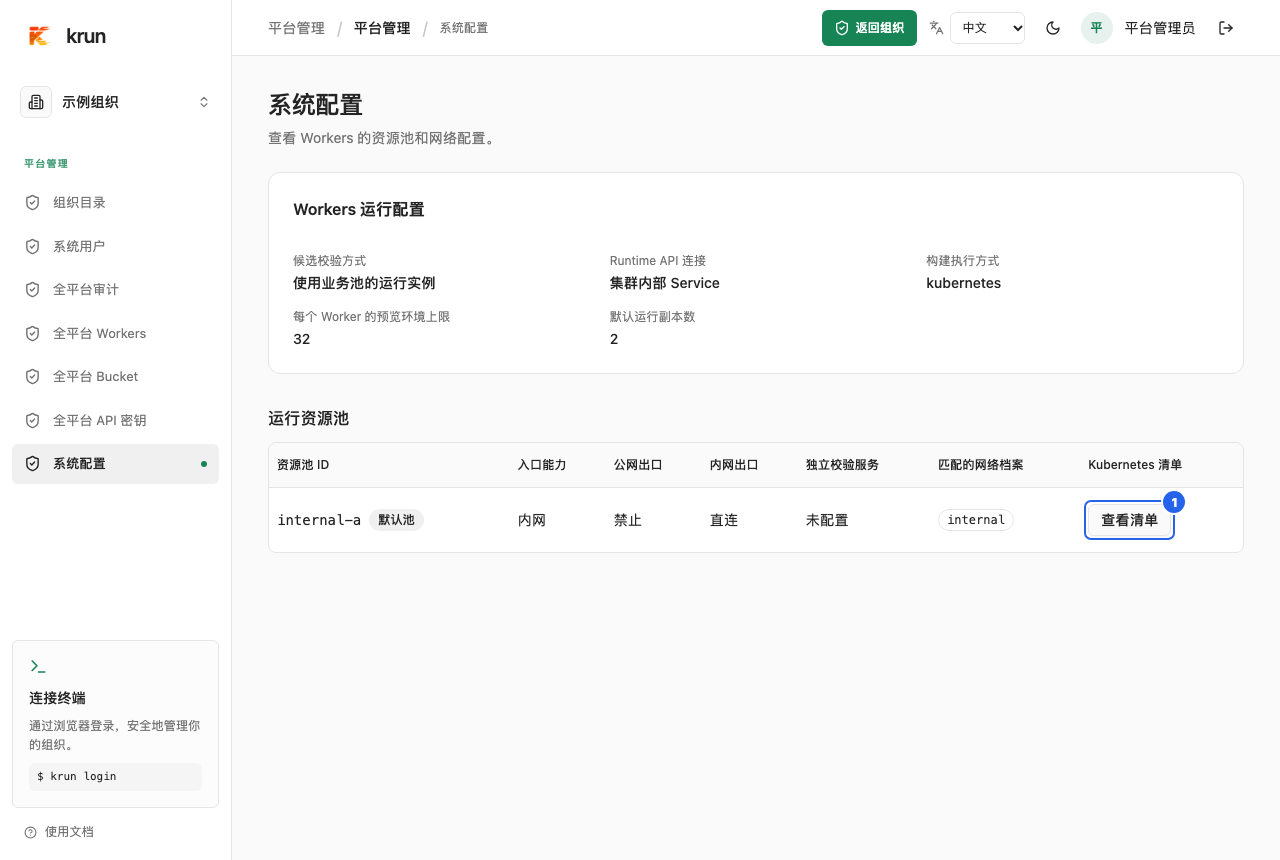 krun
示例组织
平台管理
组织目录
系统用户
全平台审计
全平台 Workers
全平台 Bucket
全平台 API 密钥
系统配置
连接终端
通过浏览器登录，安全地管理你
的组织。
$ krun login
使用文档
平台管理 / 平台管理 / 系统配置
返回组织
中文
平 平台管理员
系统配置
查看 Workers 的资源池和网络配置。
Workers 运行配置
候选校验方式 Runtime API 连接 构建执行方式
使用业务池的运行实例 集群内部 Service kubernetes
每个 Worker 的预览环境上限 默认运行副本数
32 2
运行资源池
资源池 ID 入口能力 公网出口 内网出口 独立校验服务 匹配的网络档案 Kubernetes 清单
internal-a 默认池 内网 禁止 直连 未配置 internal 查看清单 1